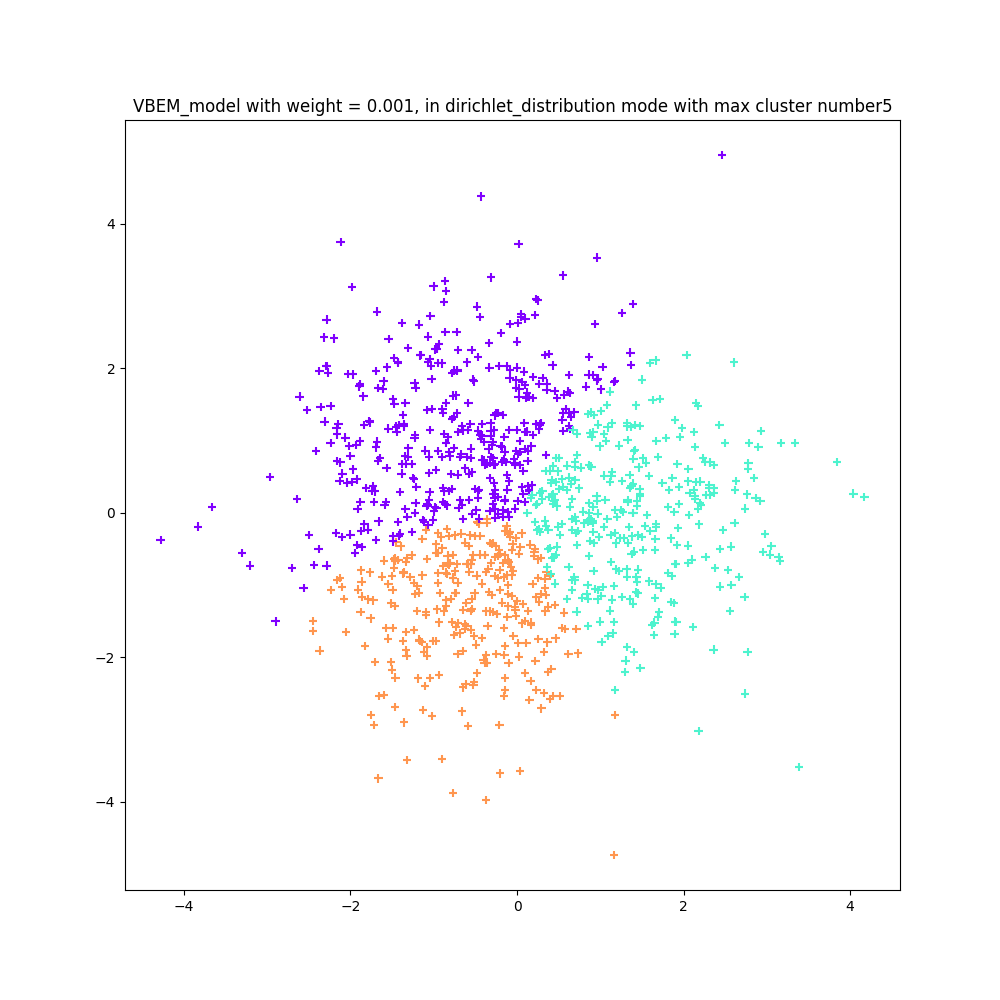 VBEM_model with weight = 0.001, in dirichlet_distribution mode with max cluster number5
4
2
0
−2
−4
−4 −2 0 2 4